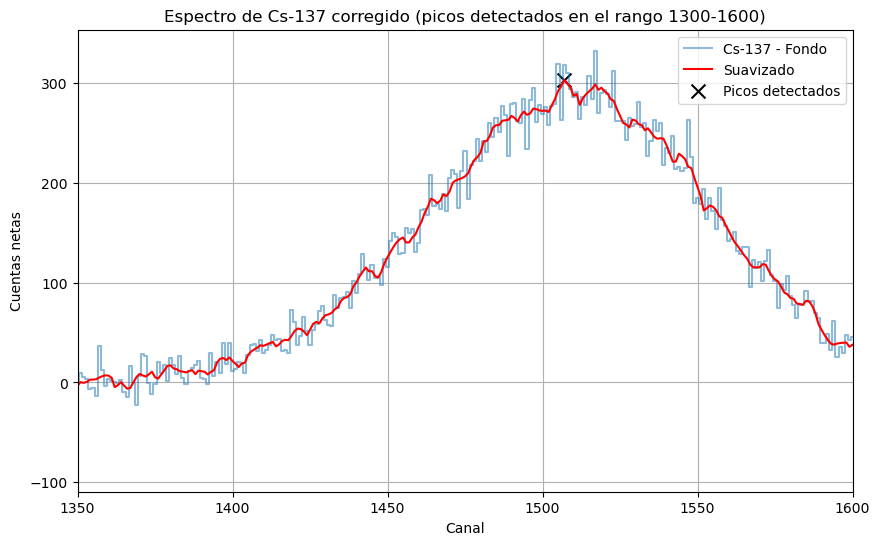 Espectro de Cs-137 corregido (picos detectados en el rango 1300-1600)
Cs-137 - Fondo
Suavizado
Picos detectados
Cuentas netas
300
200
100
0
−100
1350
1400
1450
1500
1550
1600
Canal